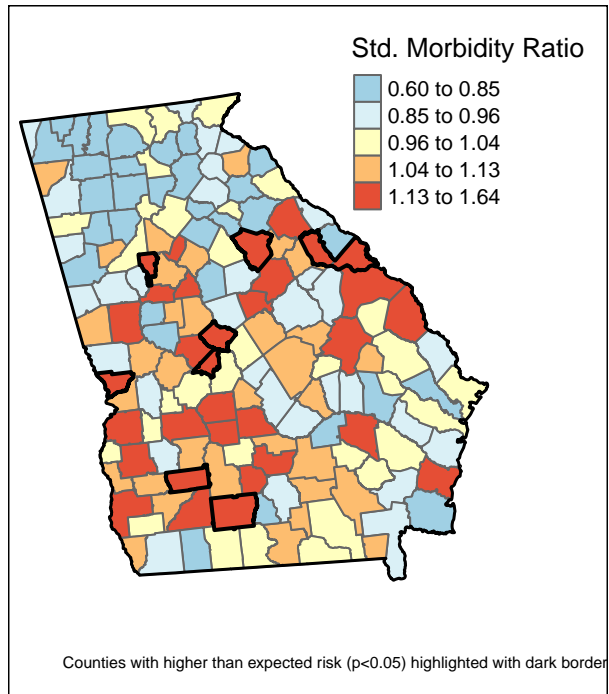 Std. Morbidity Ratio
0.60 to 0.85
0.85 to 0.96
0.96 to 1.04
1.04 to 1.13
1.13 to 1.64
Counties with higher than expected risk (p<0.05) highlighted with dark border